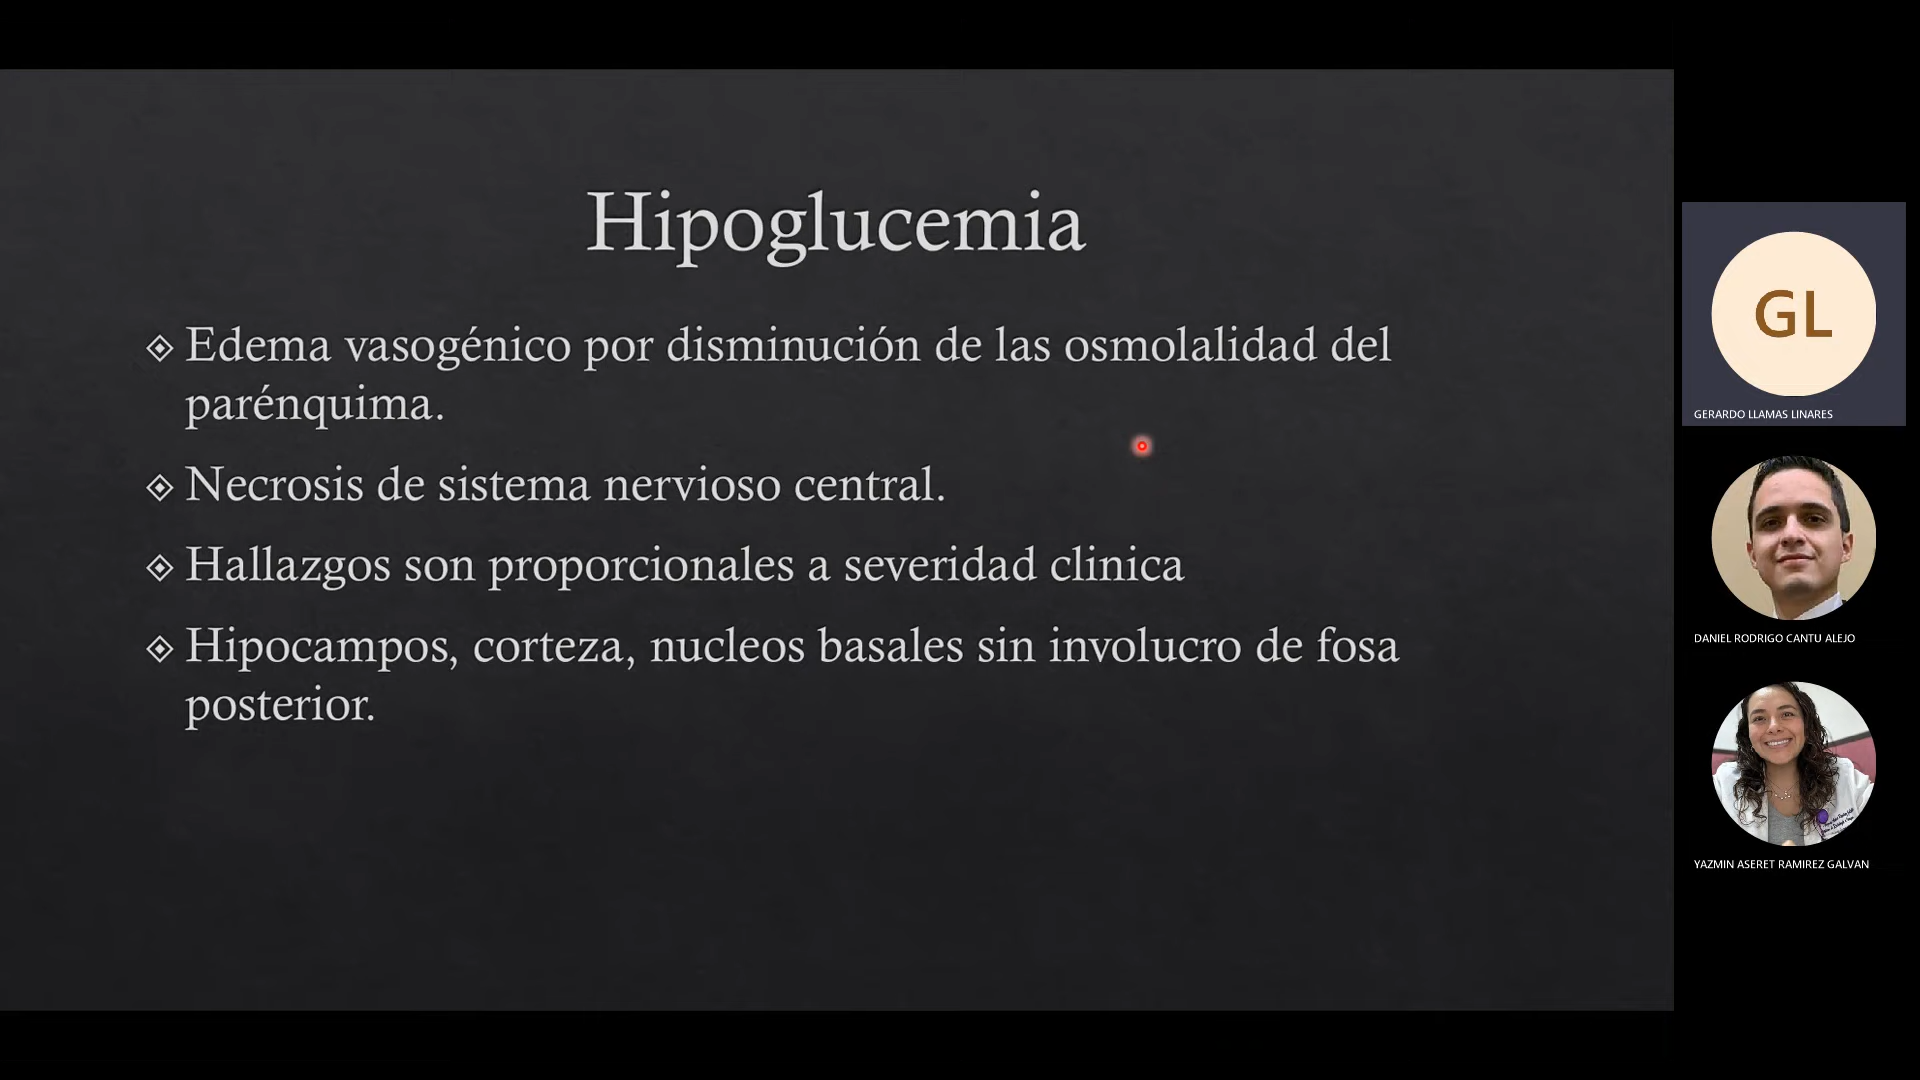 Hipoglucemia
Edema vasogénico por disminución de las osmolalidad del
parénquima.
Necrosis de sistema nervioso central.
Hallazgos son proporcionales a severidad clinica
Hipocampos, corteza, nucleos basales sin involucro de fosa
posterior.
GL
GERARDO LLAMAS LINARES
DANIEL RODRIGO CANTU ALEJO
YAZMIN ASERET RAMIREZ GALVAN